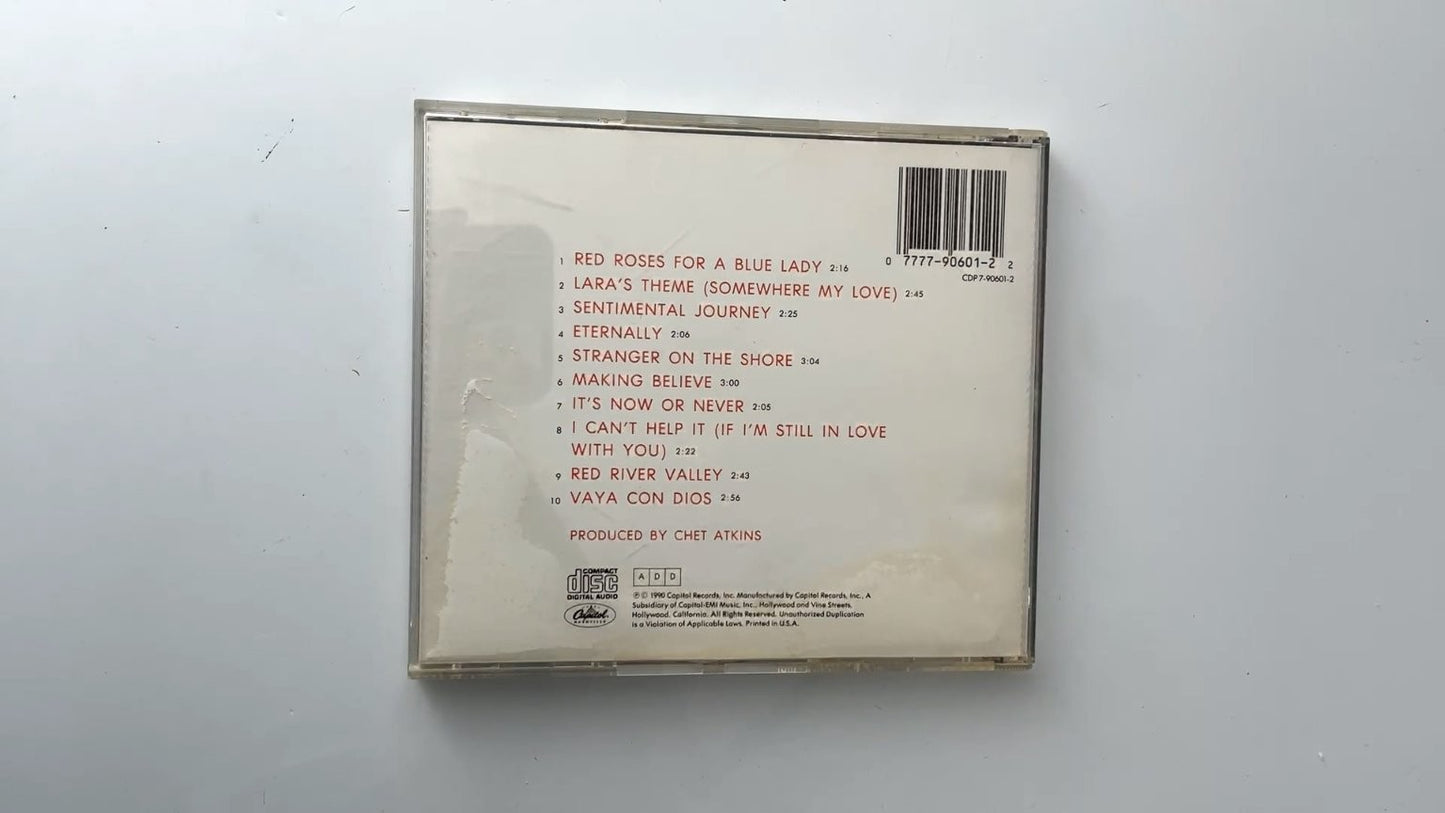 0 7777-90601-2 2
CDP 7-90601-2
1 RED ROSES FOR A BLUE LADY 2:16
2 LARA'S THEME (SOMEWHERE MY LOVE) 2:45
3 SENTIMENTAL JOURNEY 2:25
4 ETERNALLY 2:06
5 STRANGER ON THE SHORE 3:04
6 MAKING BELIEVE 3:00
7 IT'S NOW OR NEVER 2:05
8 I CAN'T HELP IT (IF I'M STILL IN LOVE
WITH YOU) 2:22
9 RED RIVER VALLEY 2:43
10 VAYA CON DIOS 2:56
PRODUCED BY CHET ATKINS
COMPACT
disc
DIGITAL AUDIO
A D D
Capitol
NASHVILLE
℗© 1990 Capitol Records, Inc. Manufactured by Capitol Records, Inc., A
Subsidiary of Capitol-EMI Music, Inc., Hollywood and Vine Streets,
Hollywood, California. All Rights Reserved. Unauthorized Duplication
is a Violation of Applicable Laws. Printed in U.S.A.